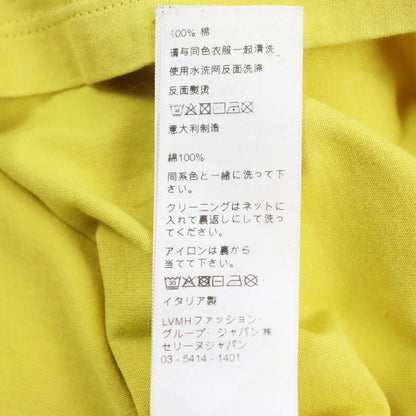 100% 棉
请与同色衣服一起清洗
使用水洗网反面洗涤
反面熨烫
意大利制造
綿100%
同系色と一緒に洗って下
さい。
クリーニングはネットに
入れて裏返しにして洗っ
てください。
アイロンは裏から
当てて下さい。
イタリア製
LVMHファッション・
グループ・ジャパン㈱
セリーヌジャパン
03 - 5414 - 1401